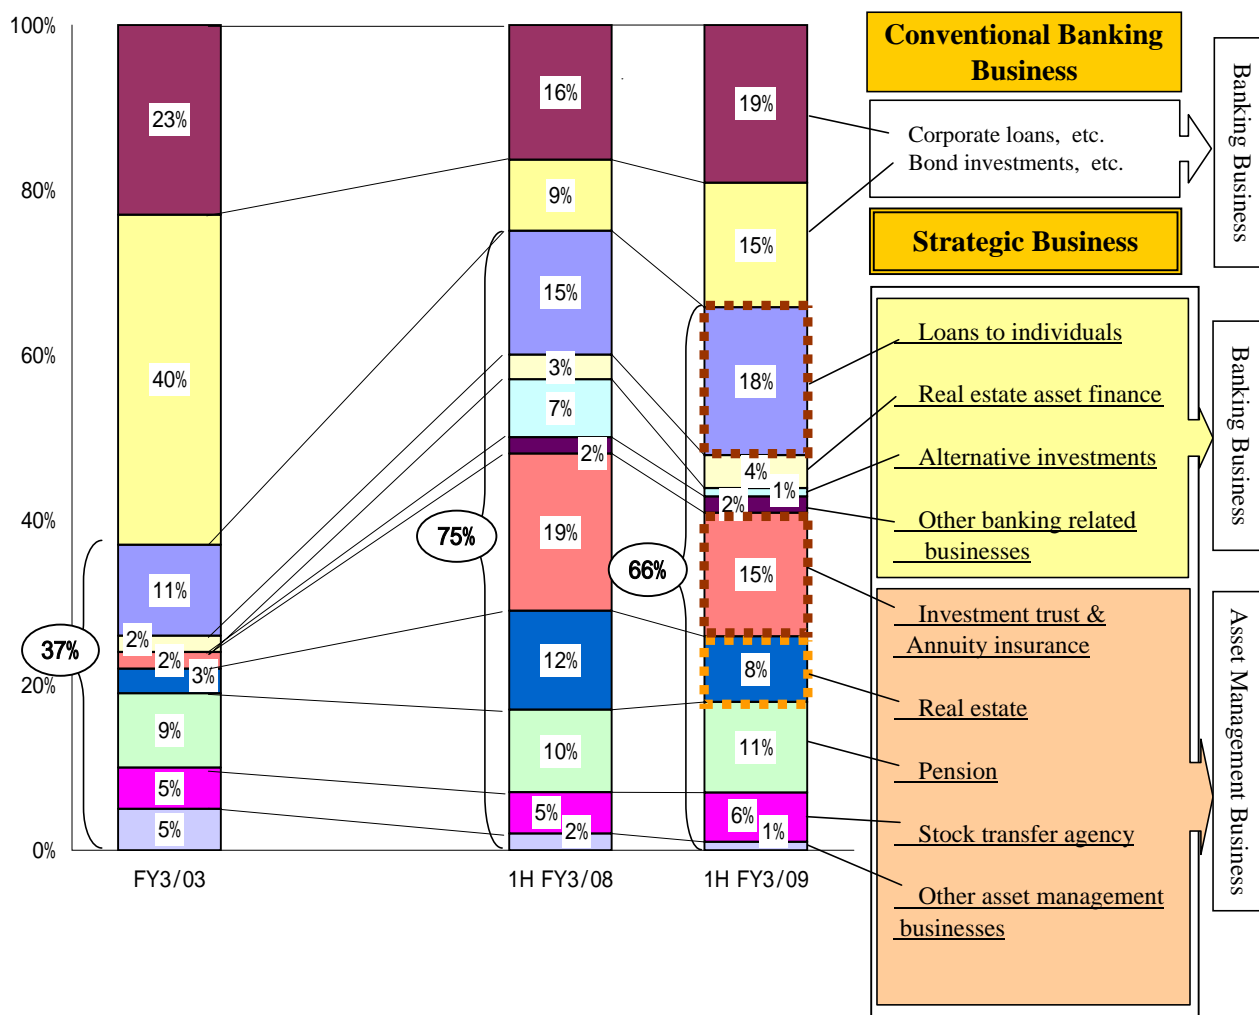 100%
80%
60%
40%
20%
0%
23%
40%
11%
2%
2%
3%
9%
5%
5%
37%
FY3/03
16%
9%
15%
3%
7%
2%
19%
12%
10%
5%
2%
75%
1H FY3/08
19%
15%
18%
4%
1%
2%
15%
8%
11%
6%
1%
66%
1H FY3/09
Conventional Banking
Business
Corporate loans, etc.
Bond investments, etc.
Banking Business
Strategic Business
Loans to individuals
Real estate asset finance
Alternative investments
Other banking related
businesses
Banking Business
Investment trust &
Annuity insurance
Real estate
Pension
Stock transfer agency
Other asset management
businesses
Asset Management Business